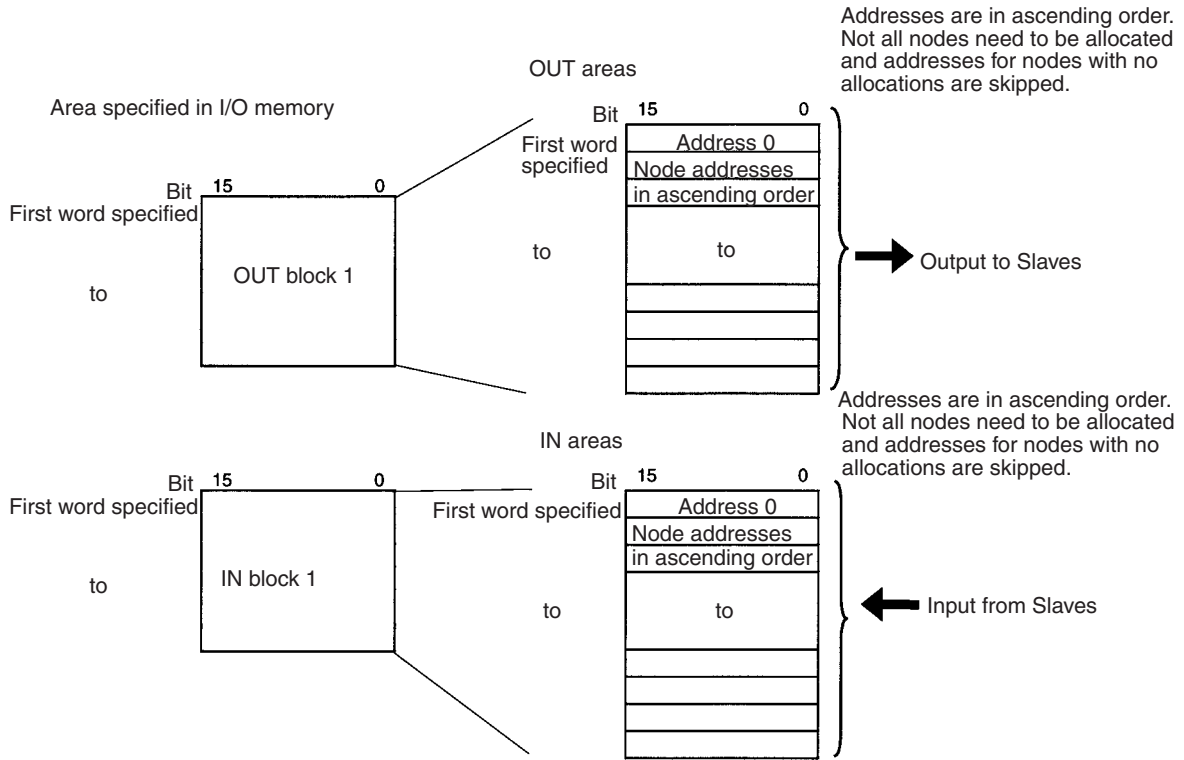 Addresses are in ascending order.
Not all nodes need to be allocated
and addresses for nodes with no
allocations are skipped.
OUT areas
Area specified in I/O memory
Bit 15 0
First word specified
to
OUT block 1
Bit 15 0
First word
specified
Address 0
Node addresses
in ascending order
to
to
Output to Slaves
Addresses are in ascending order.
Not all nodes need to be allocated
and addresses for nodes with no
allocations are skipped.
IN areas
Bit 15 0
First word specified
to
IN block 1
Bit 15 0
First word specified
Address 0
Node addresses
in ascending order
to
to
Input from Slaves